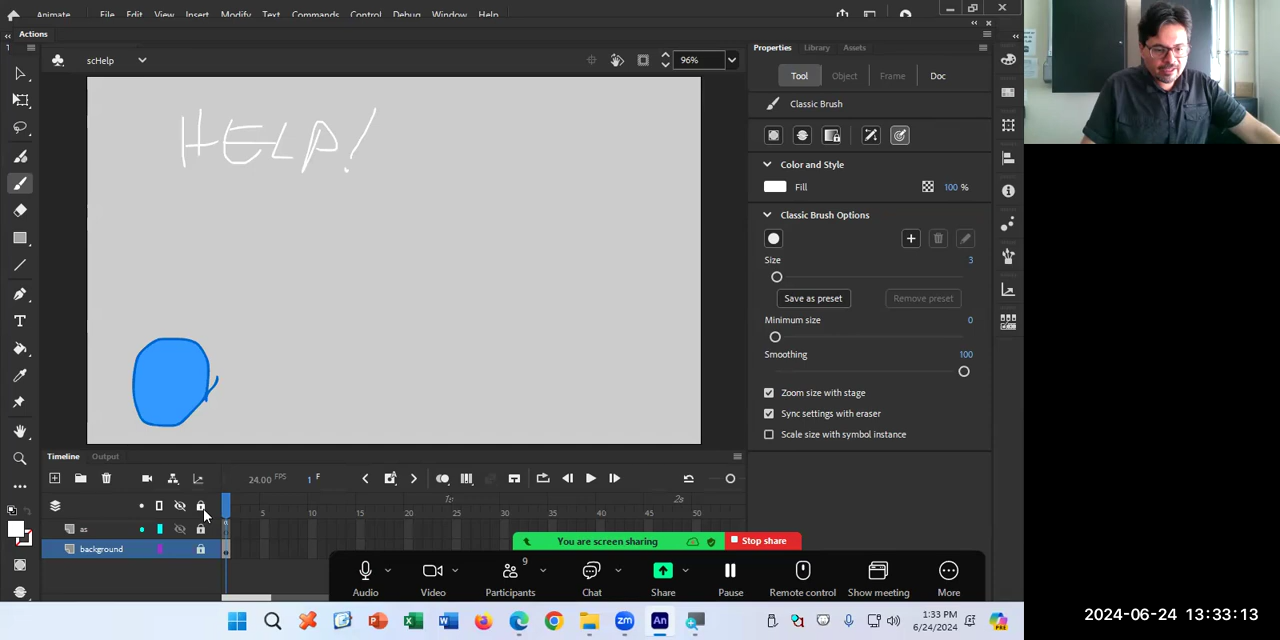 Animate File Edit View Insert Modify Text Commands Control Debug Window Help
Actions
scHelp 96%
HELP!
Properties Library Assets
Tool Object Frame Doc
Classic Brush
Color and Style
Fill 100 %
Classic Brush Options
Size 3
Save as preset Remove preset
Minimum size 0
Smoothing 100
Zoom size with stage
Sync settings with eraser
Scale size with symbol instance
Timeline Output
24.00 FPS 1 F
1s 2s
5 10 15 20 25 30 35 40 45 50
as
background
You are screen sharing Stop share
9
Audio Video Participants Chat Share Pause Remote control Show meeting More
1:33 PM
6/24/2024
2024-06-24 13:33:13